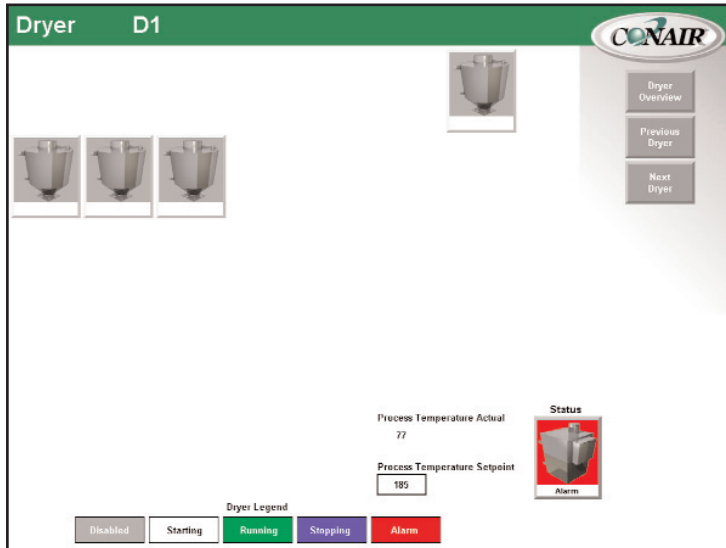 Dryer D1
CONAIR
Dryer
Overview
Previous
Dryer
Next
Dryer
Process Temperature Actual
77
Status
Process Temperature Setpoint
185
Alarm
Dryer Legend
Disabled Starting Running Stopping Alarm